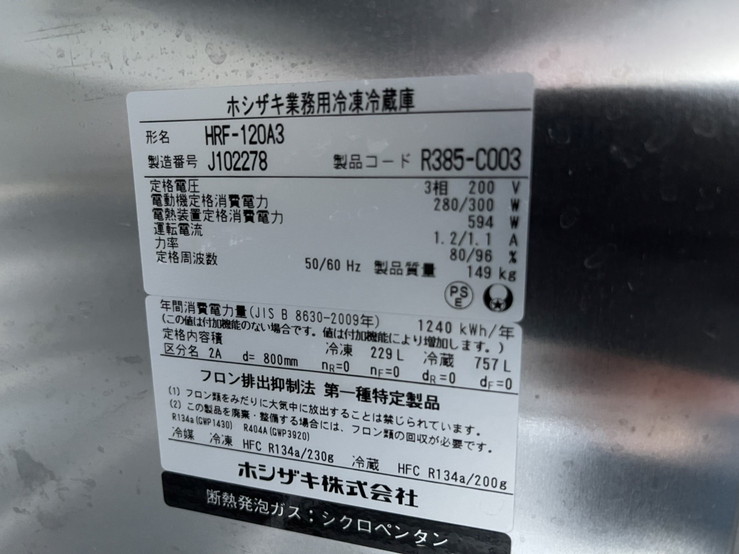 ホシザキ業務用冷凍冷蔵庫
形名 HRF-120A3
製造番号 J102278 製品コード R385-C003
定格電圧 3相 200 V
電動機定格消費電力 280/300 W
電熱装置定格消費電力 594 W
運転電流 1.2/1.1 A
力率 80/96 %
定格周波数 50/60 Hz 製品質量 149 kg
PSE
年間消費電力量(JIS B 8630-2009年) 1240 kWh/年
(この値は付加機能のない場合です。値は付加機能により増加します。)
定格内容積 冷凍 229 L 冷蔵 757 L
区分名 2A d= 800mm nR=0 nF=0 dR=0 dF=0
フロン排出抑制法 第一種特定製品
(1) フロン類をみだりに大気中に放出することは禁じられています。
(2) この製品を廃棄・整備する場合には、フロン類の回収が必要です。
R134a(GWP1430) R404A(GWP3920)
冷媒 冷凍 HFC R134a/230g 冷蔵 HFC R134a/200g
ホシザキ株式会社
断熱発泡ガス：シクロペンタン